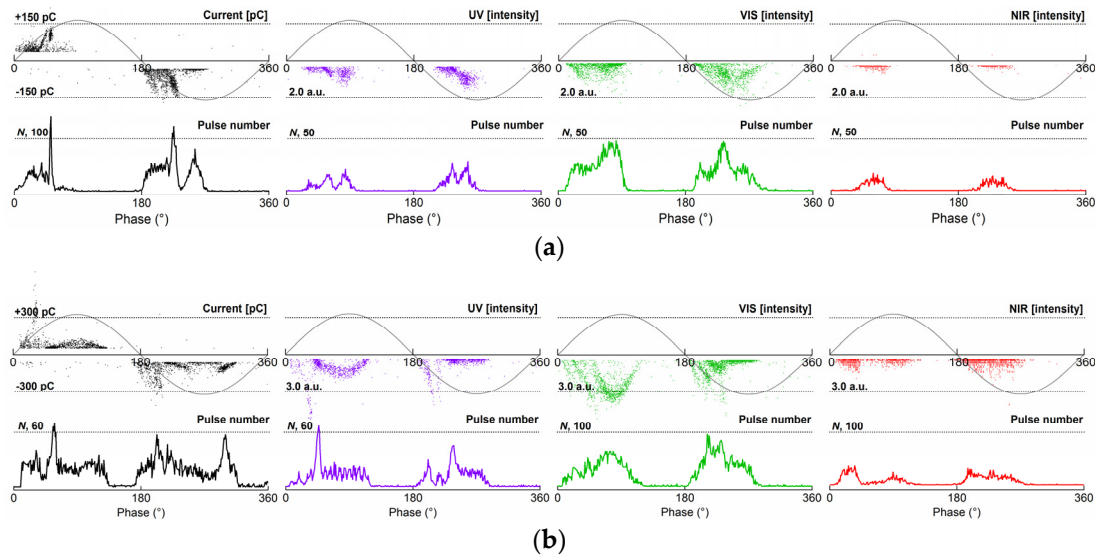 +150 pC Current [pC] UV [intensity] VIS [intensity] NIR [intensity]
0 180 360 0 180 360 0 180 360 0 180 360
-150 pC 2.0 a.u. 2.0 a.u. 2.0 a.u.
N, 100 Pulse number N, 50 Pulse number N, 50 Pulse number N, 50 Pulse number
0 180 360 0 180 360 0 180 360 0 180 360
Phase (°) Phase (°) Phase (°) Phase (°)
(a)
+300 pC Current [pC] UV [intensity] VIS [intensity] NIR [intensity]
0 180 360 0 180 360 0 180 360 0 180 360
-300 pC 3.0 a.u. 3.0 a.u. 3.0 a.u.
N, 60 Pulse number N, 60 Pulse number N, 100 Pulse number N, 100 Pulse number
0 180 360 0 180 360 0 180 360 0 180 360
Phase (°) Phase (°) Phase (°) Phase (°)
(b)